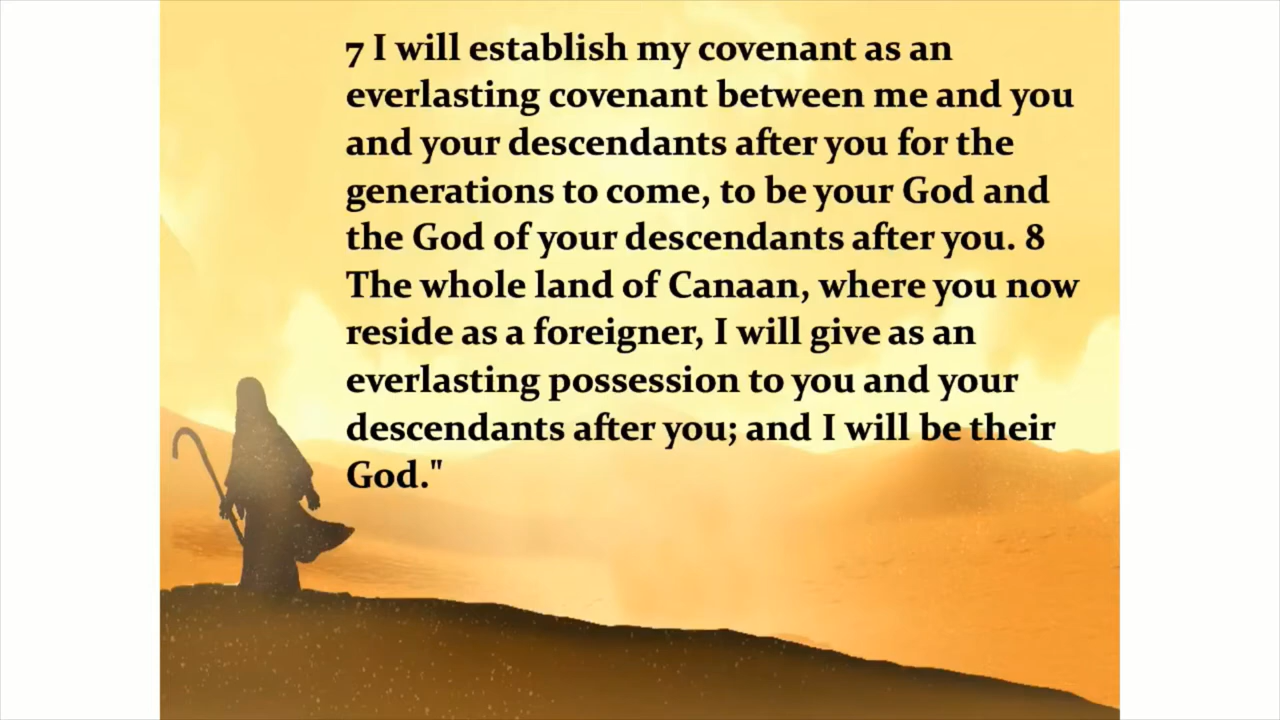 7 I will establish my covenant as an
everlasting covenant between me and you
and your descendants after you for the
generations to come, to be your God and
the God of your descendants after you. 8
The whole land of Canaan, where you now
reside as a foreigner, I will give as an
everlasting possession to you and your
descendants after you; and I will be their
God."